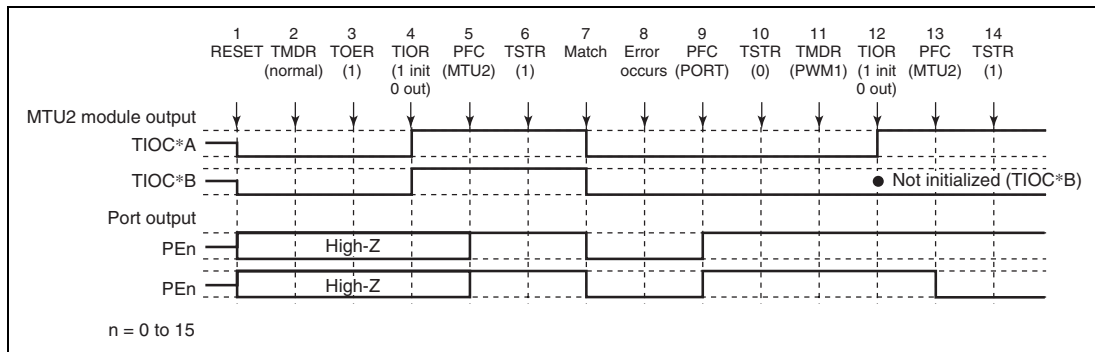 1 2 3 4 5 6 7 8 9 10 11 12 13 14
RESET TMDR TOER TIOR PFC TSTR Match Error PFC TSTR TMDR TIOR PFC TSTR
(normal) (1) (1 init (MTU2) (1) occurs (PORT) (0) (PWM1) (1 init (MTU2) (1)
0 out) 0 out)
MTU2 module output
TIOC*A
TIOC*B
● Not initialized (TIOC*B)
Port output
PEn
High-Z
PEn
High-Z
n = 0 to 15